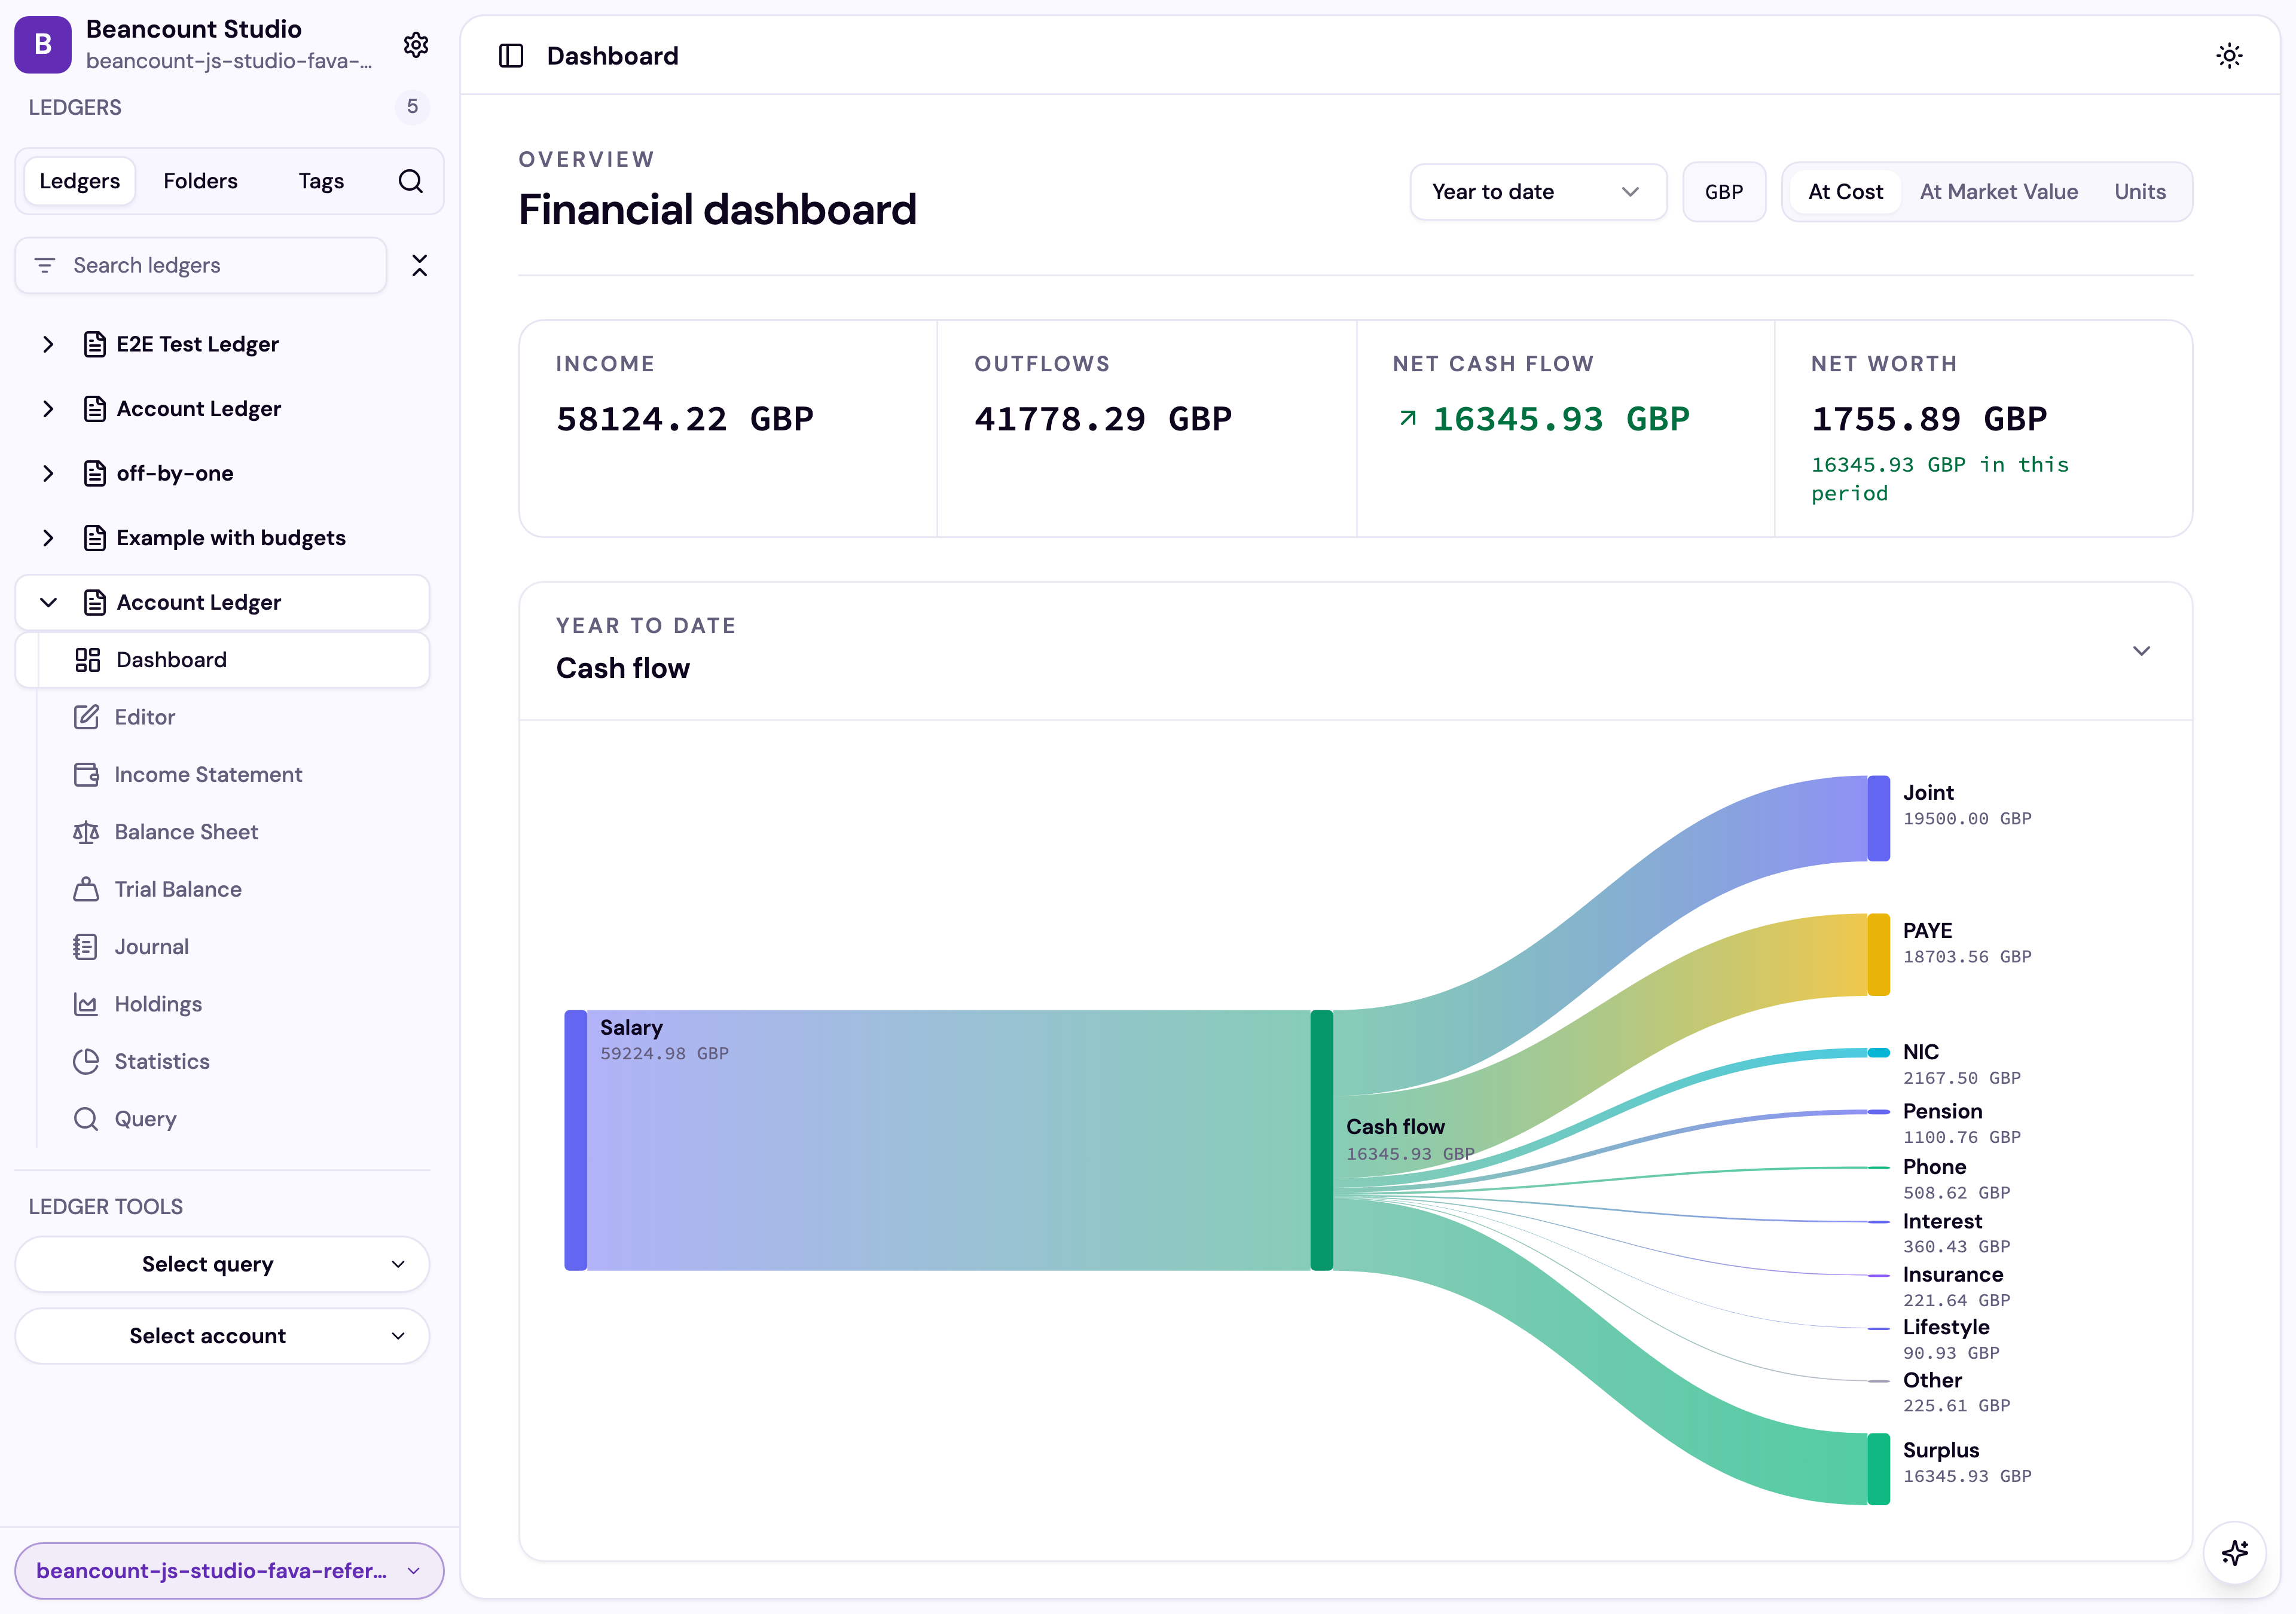 B
Beancount Studio
beancount-js-studio-fava-...
LEDGERS
5
Ledgers
Folders
Tags
Search ledgers
E2E Test Ledger
Account Ledger
off-by-one
Example with budgets
Account Ledger
Dashboard
Editor
Income Statement
Balance Sheet
Trial Balance
Journal
Holdings
Statistics
Query
LEDGER TOOLS
Select query
Select account
beancount-js-studio-fava-refer...
Dashboard
OVERVIEW
Financial dashboard
Year to date
GBP
At Cost
At Market Value
Units
INCOME
58124.22 GBP
OUTFLOWS
41778.29 GBP
NET CASH FLOW
16345.93 GBP
NET WORTH
1755.89 GBP
16345.93 GBP in this
period
YEAR TO DATE
Cash flow
Salary
59224.98 GBP
Cash flow
16345.93 GBP
Joint
19500.00 GBP
PAYE
18703.56 GBP
NIC
2167.50 GBP
Pension
1100.76 GBP
Phone
508.62 GBP
Interest
360.43 GBP
Insurance
221.64 GBP
Lifestyle
90.93 GBP
Other
225.61 GBP
Surplus
16345.93 GBP